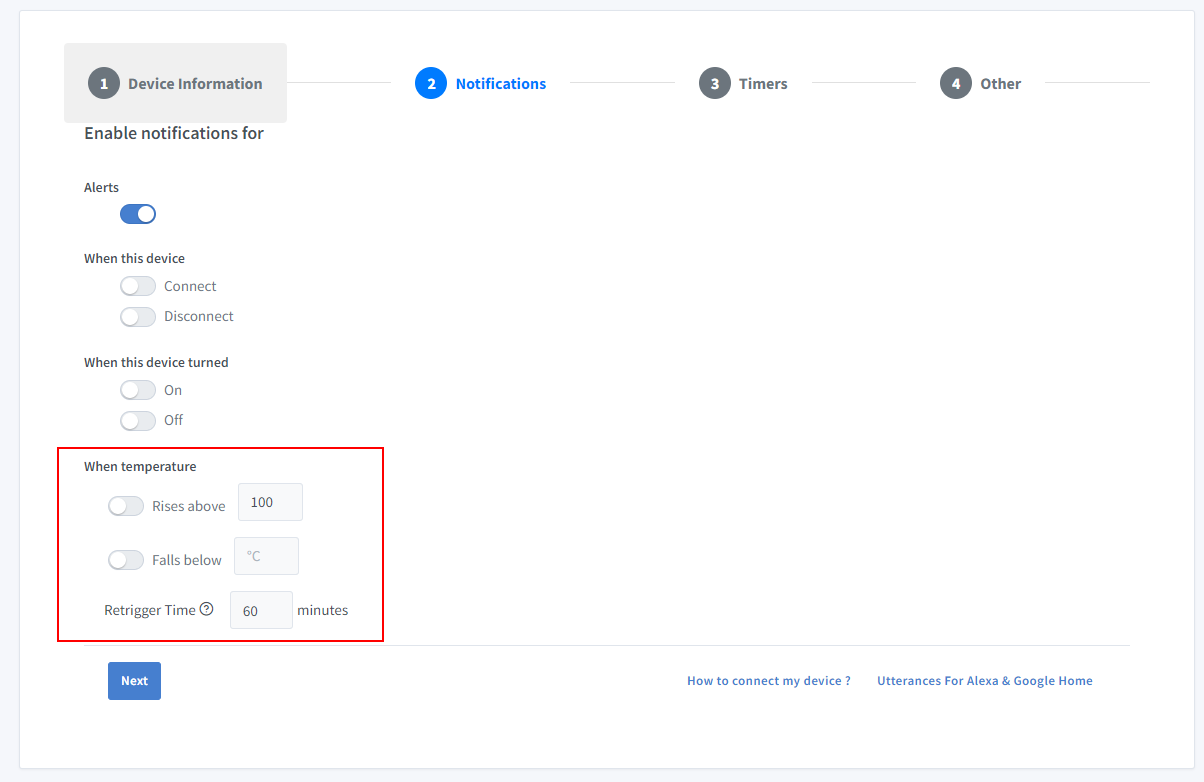 1 Device Information 2 Notifications 3 Timers 4 Other
Enable notifications for
Alerts
When this device
Connect
Disconnect
When this device turned
On
Off
When temperature
Rises above 100
Falls below °C
Retrigger Time ? 60 minutes
Next How to connect my device ? Utterances For Alexa & Google Home